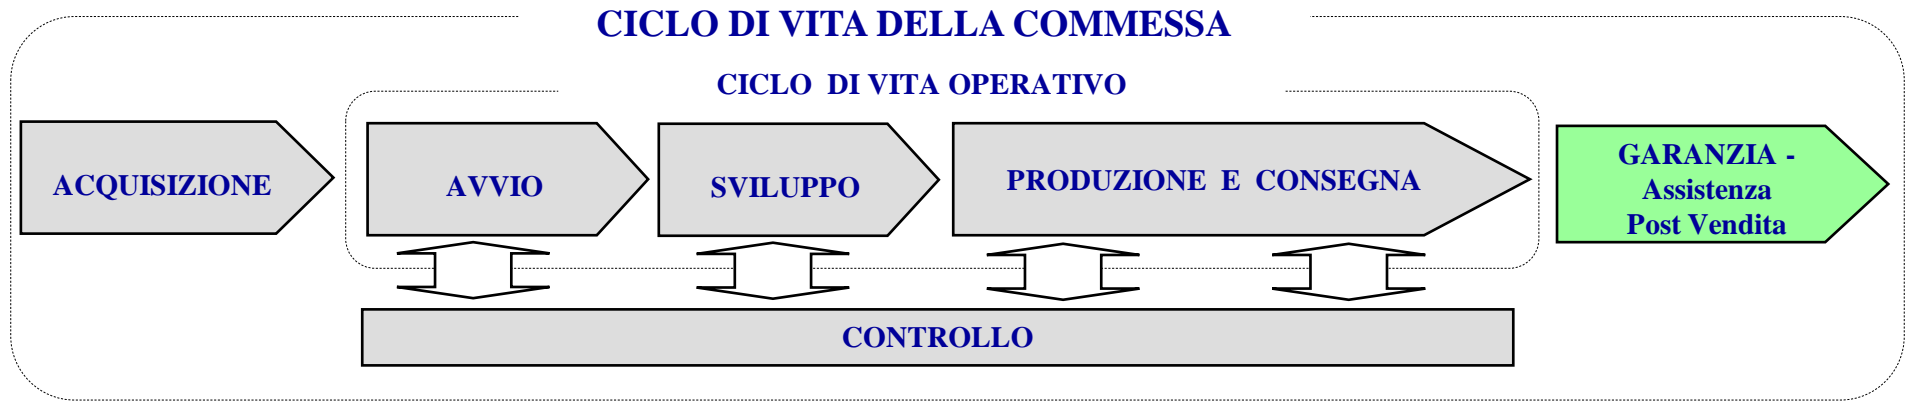 CICLO DI VITA DELLA COMMESSA
CICLO DI VITA OPERATIVO
ACQUISIZIONE
AVVIO
SVILUPPO
PRODUZIONE E CONSEGNA
GARANZIA -
Assistenza
Post Vendita
CONTROLLO